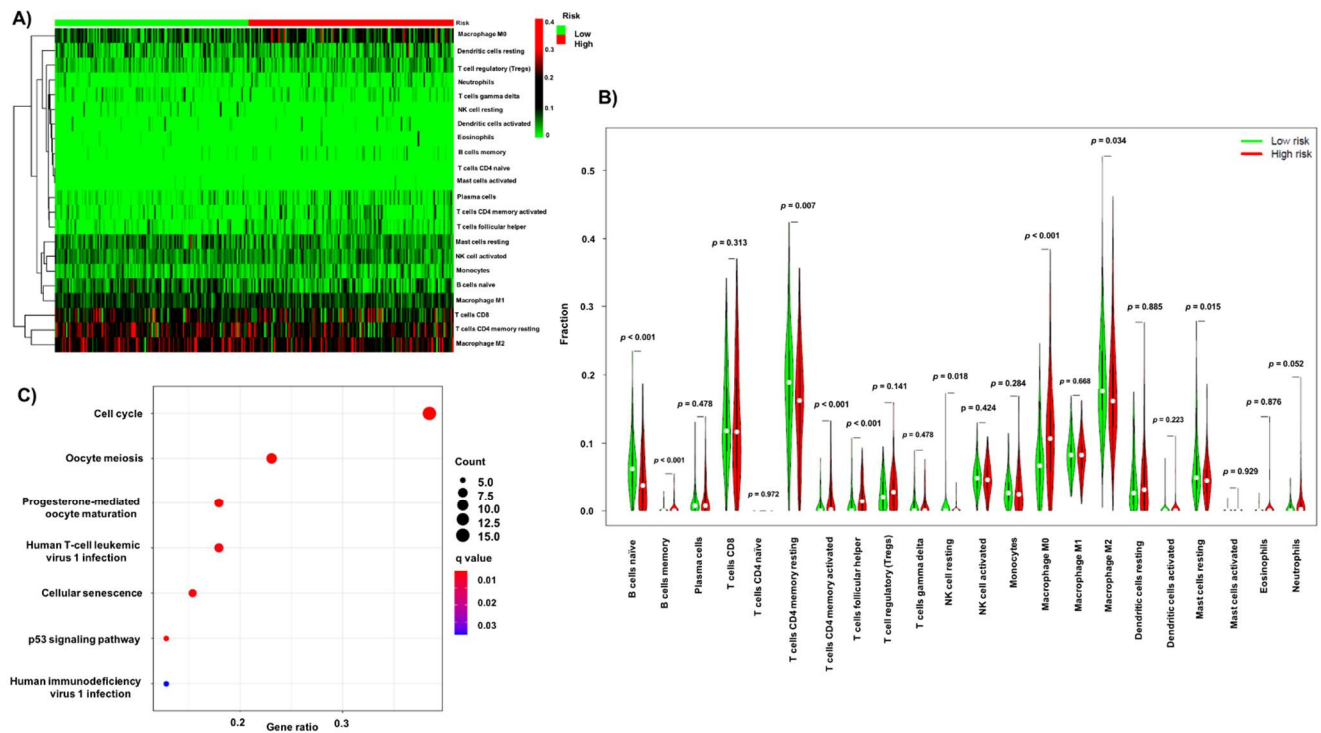 A)
Risk
Risk
Low
High
0.4
0.3
0.2
0.1
0
Macrophage M0
Dendritic cells resting
T cell regulatory (Tregs)
Neutrophils
T cells gamma delta
NK cell resting
Dendritic cells activated
Eosinophils
B cells memory
T cells CD4 naive
Mast cells activated
Plasma cells
T cells CD4 memory activated
T cells follicular helper
Mast cells resting
NK cell activated
Monocytes
B cells naive
Macrophage M1
T cells CD8
T cells CD4 memory resting
Macrophage M2
B)
Low risk
High risk
Fraction
0.5
0.4
0.3
0.2
0.1
0.0
p < 0.001
p < 0.001
p = 0.478
p = 0.313
p = 0.972
p = 0.007
p < 0.001
p < 0.001
p = 0.141
p = 0.478
p = 0.018
p = 0.424
p = 0.284
p < 0.001
p = 0.668
p = 0.034
p = 0.885
p = 0.223
p = 0.015
p = 0.929
p = 0.876
p = 0.052
B cells naïve
B cells memory
Plasma cells
T cells CD8
T cells CD4 naïve
T cells CD4 memory resting
T cells CD4 memory activated
T cells follicular helper
T cell regulatory (Tregs)
T cells gamma delta
NK cell resting
NK cell activated
Monocytes
Macrophage M0
Macrophage M1
Macrophage M2
Dendritic cells resting
Dendritic cells activated
Mast cells resting
Mast cells activated
Eosinophils
Neutrophils
C)
Cell cycle
Oocyte meiosis
Progesterone-mediated
oocyte maturation
Human T-cell leukemic
virus 1 infection
Cellular senescence
p53 signaling pathway
Human immunodeficiency
virus 1 infection
0.2
0.3
Gene ratio
Count
5.0
7.5
10.0
12.5
15.0
q value
0.01
0.02
0.03